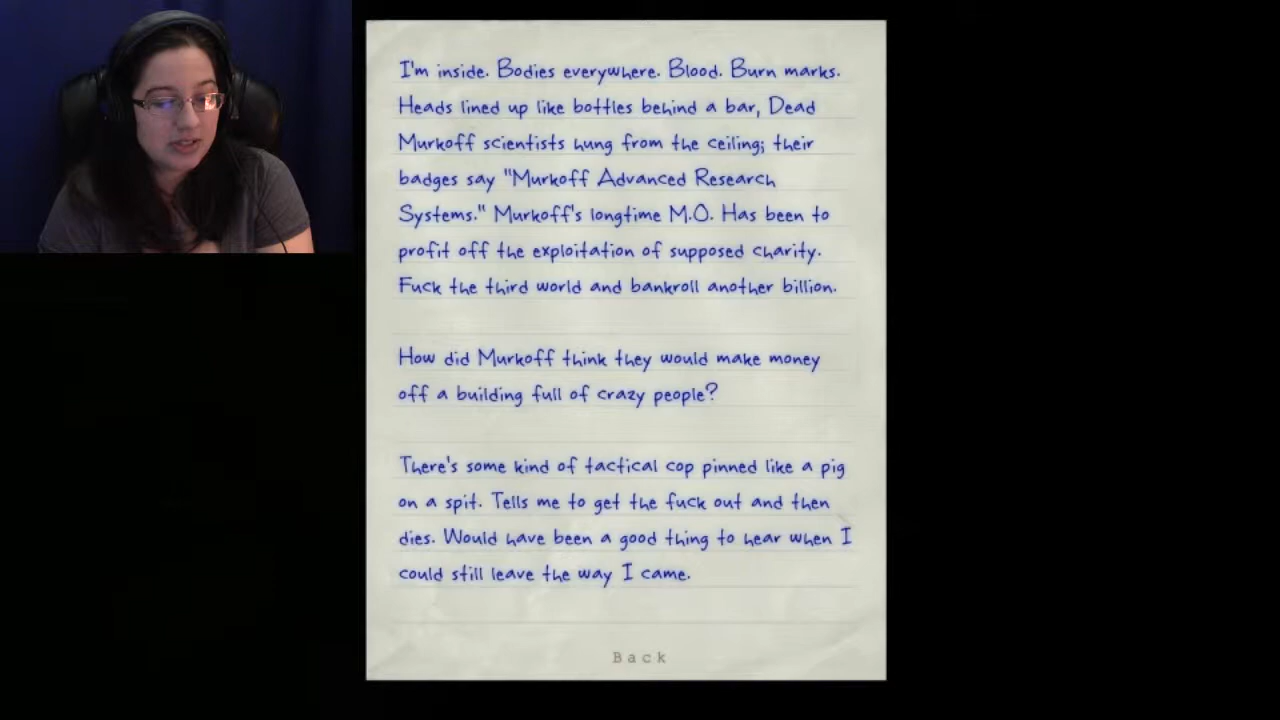 I'm inside. Bodies everywhere. Blood. Burn marks.
Heads lined up like bottles behind a bar, Dead
Murkoff scientists hung from the ceiling; their
badges say "Murkoff Advanced Research
Systems." Murkoff's longtime M.O. Has been to
profit off the exploitation of supposed charity.
Fuck the third world and bankroll another billion.
How did Murkoff think they would make money
off a building full of crazy people?
There's some kind of tactical cop pinned like a pig
on a spit. Tells me to get the fuck out and then
dies. Would have been a good thing to hear when I
could still leave the way I came.
Back